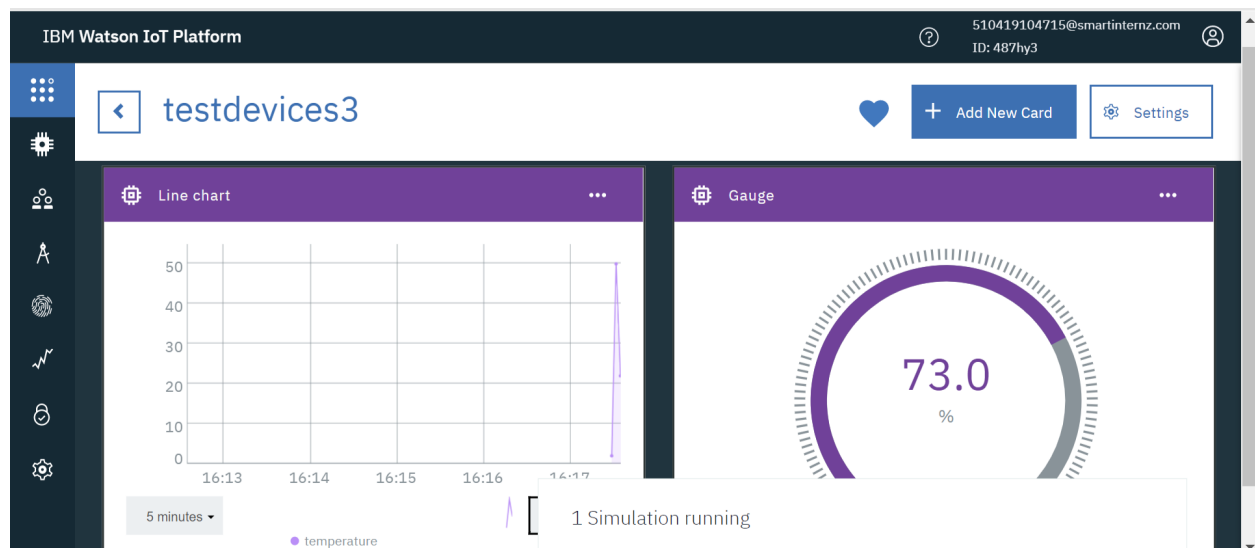 IBM Watson IoT Platform
510419104715@smartinternz.com
ID: 487hy3
testdevices3
Add New Card
Settings
Line chart
Gauge
50
40
30
20
10
0
16:13 16:14 16:15 16:16 16:17
73.0
%
5 minutes
temperature
1 Simulation running